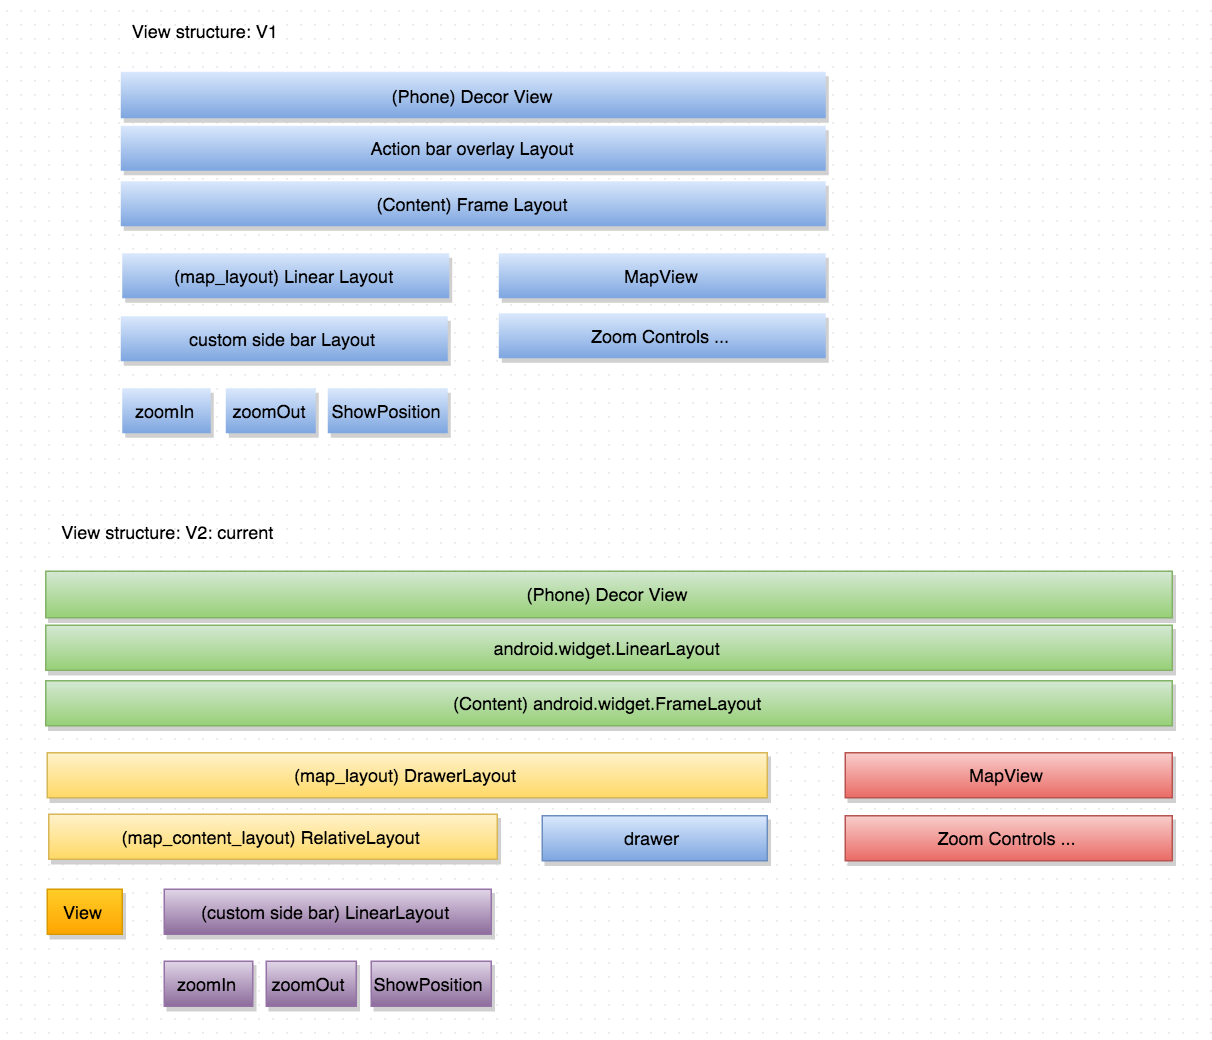 View structure: V1
(Phone) Decor View
Action bar overlay Layout
(Content) Frame Layout
(map_layout) Linear Layout
MapView
custom side bar Layout
Zoom Controls ...
zoomIn
zoomOut
ShowPosition
View structure: V2: current
(Phone) Decor View
android.widget.LinearLayout
(Content) android.widget.FrameLayout
(map_layout) DrawerLayout
MapView
(map_content_layout) RelativeLayout
drawer
Zoom Controls ...
View
(custom side bar) LinearLayout
zoomIn
zoomOut
ShowPosition